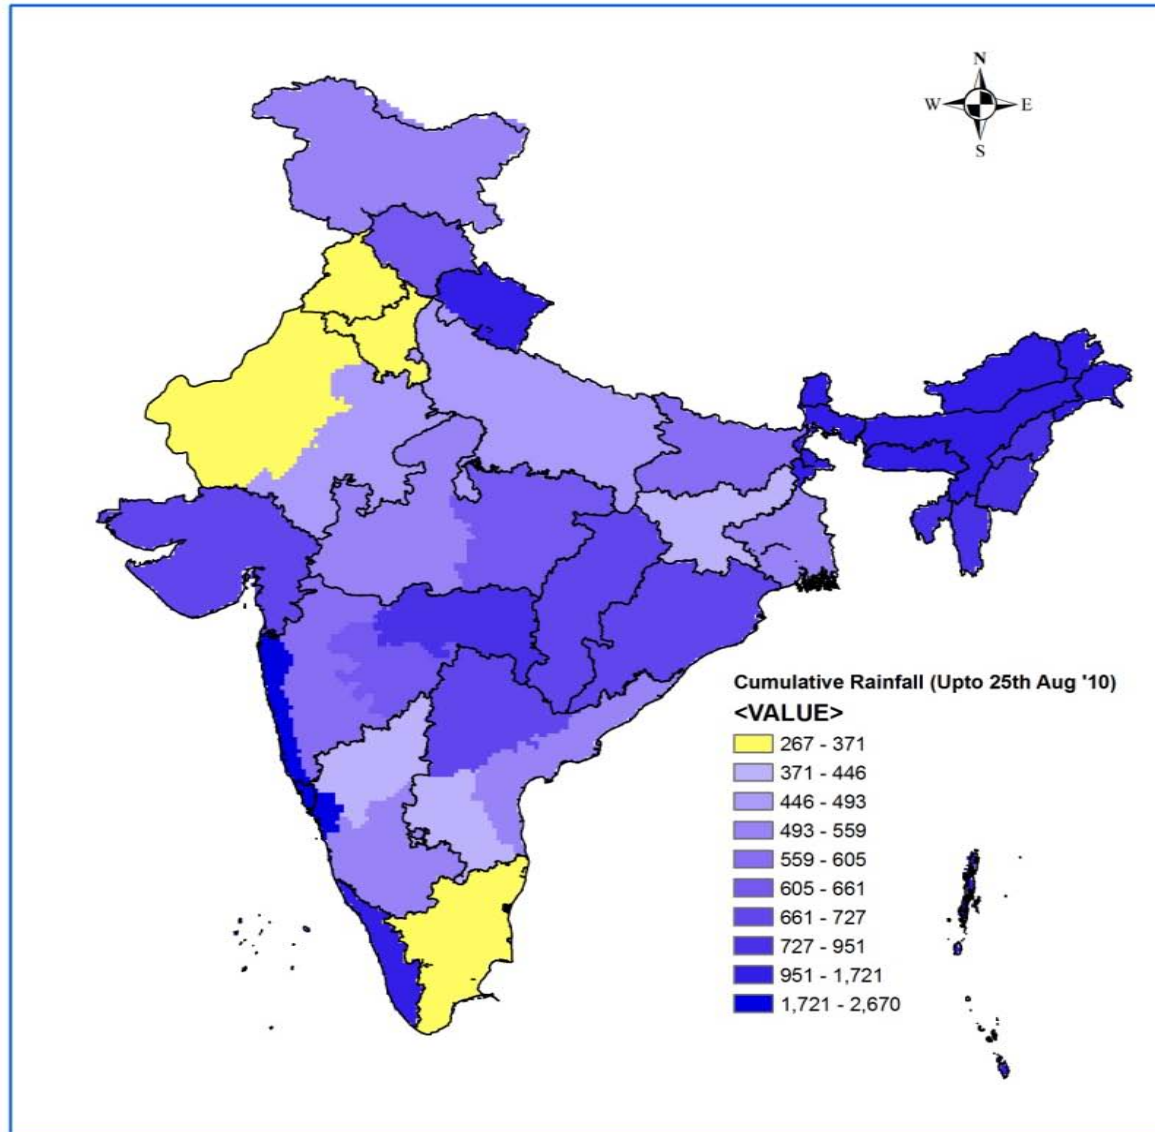 N
W E
S
Cumulative Rainfall (Upto 25th Aug '10)
<VALUE>
267 - 371
371 - 446
446 - 493
493 - 559
559 - 605
605 - 661
661 - 727
727 - 951
951 - 1,721
1,721 - 2,670